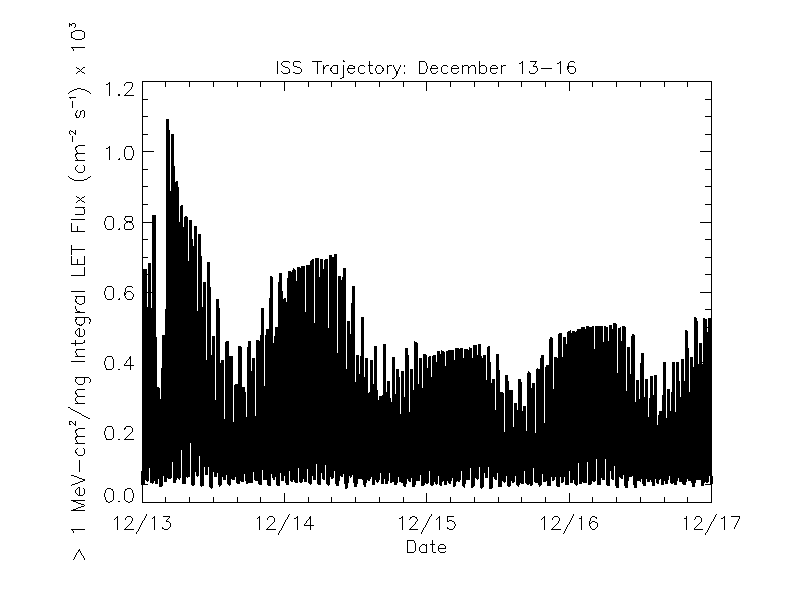 ISS Trajectory: December 13-16
> 1 MeV-cm²/mg Integral LET Flux (cm⁻² s⁻¹) x 10³
1.2
1.0
0.8
0.6
0.4
0.2
0.0
12/13 12/14 12/15 12/16 12/17
Date